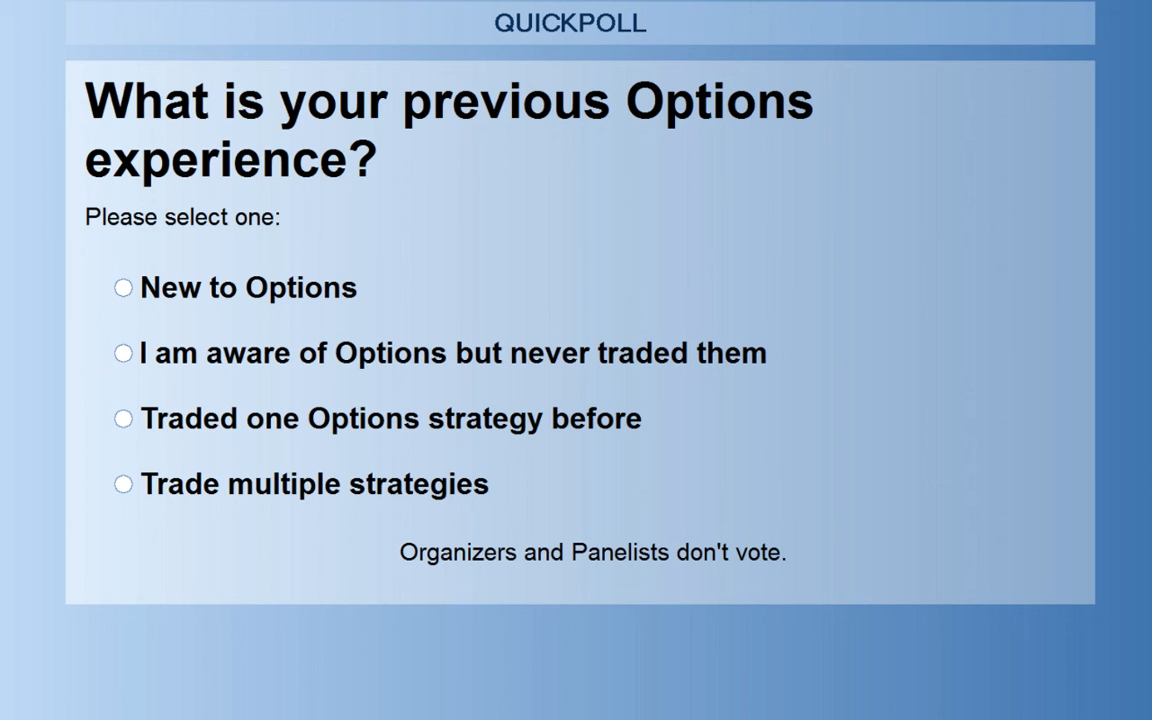 QUICKPOLL
What is your previous Options
experience?
Please select one:
New to Options
I am aware of Options but never traded them
Traded one Options strategy before
Trade multiple strategies
Organizers and Panelists don't vote.